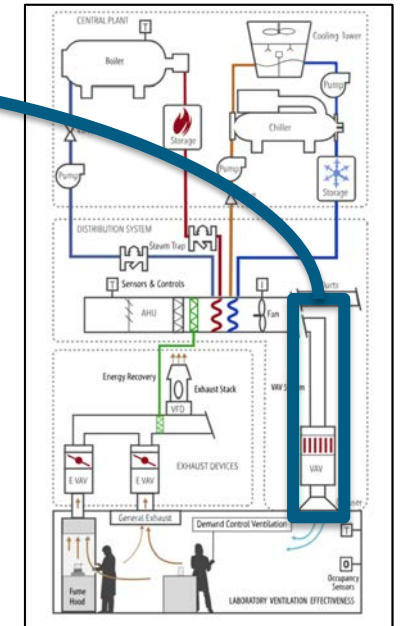 CENTRAL PLANT
T
Cooling Tower
Boiler
Pump
Chiller
Storage
Pump
Pump
Storage
DISTRIBUTION SYSTEM
Steam Trap
T Sensors & Controls
I
AHU
Fan
Energy Recovery
Exhaust Stack
VFD
VAV
VAV
E VAV
E VAV
EXHAUST DEVICES
General Exhaust
Demand Control Ventilation
T
O
Occupancy
Sensors
Fume
Hood
LABORATORY VENTILATION EFFECTIVENESS